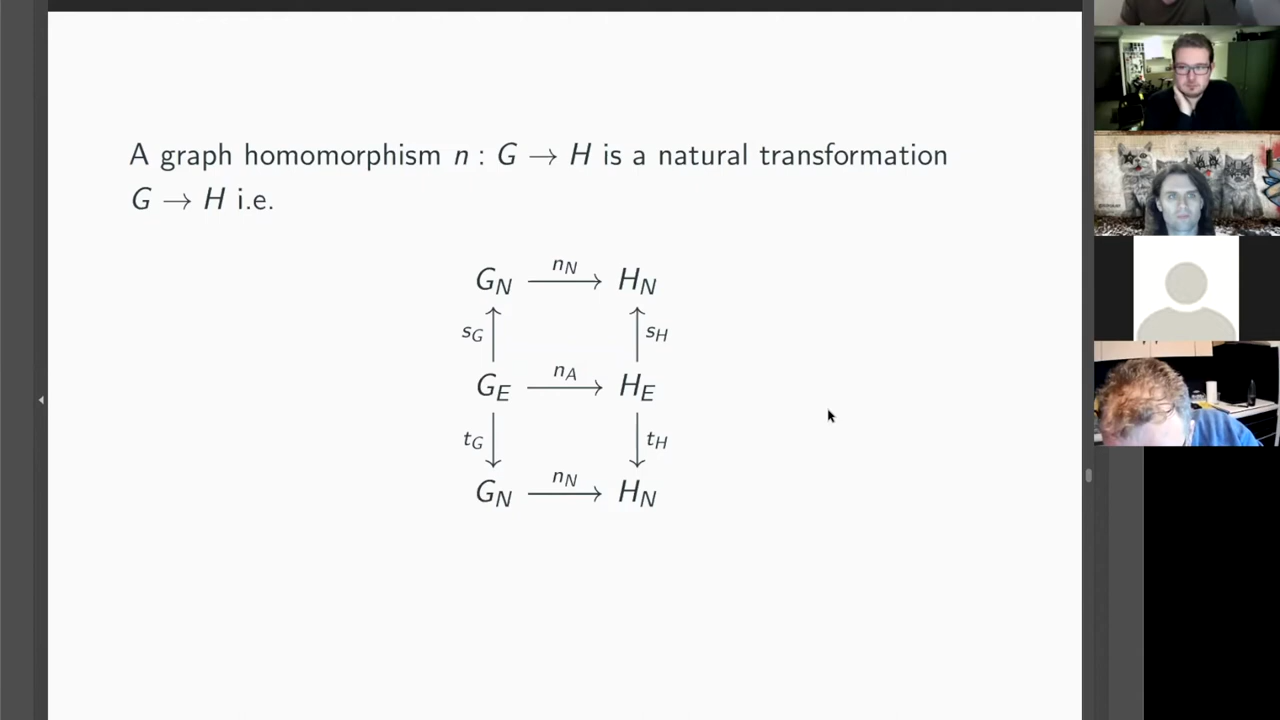 A graph homomorphism n : G → H is a natural transformation
G → H i.e.
n_N
G_N → H_N
s_G s_H
n_A
G_E → H_E
t_G t_H
n_N
G_N → H_N